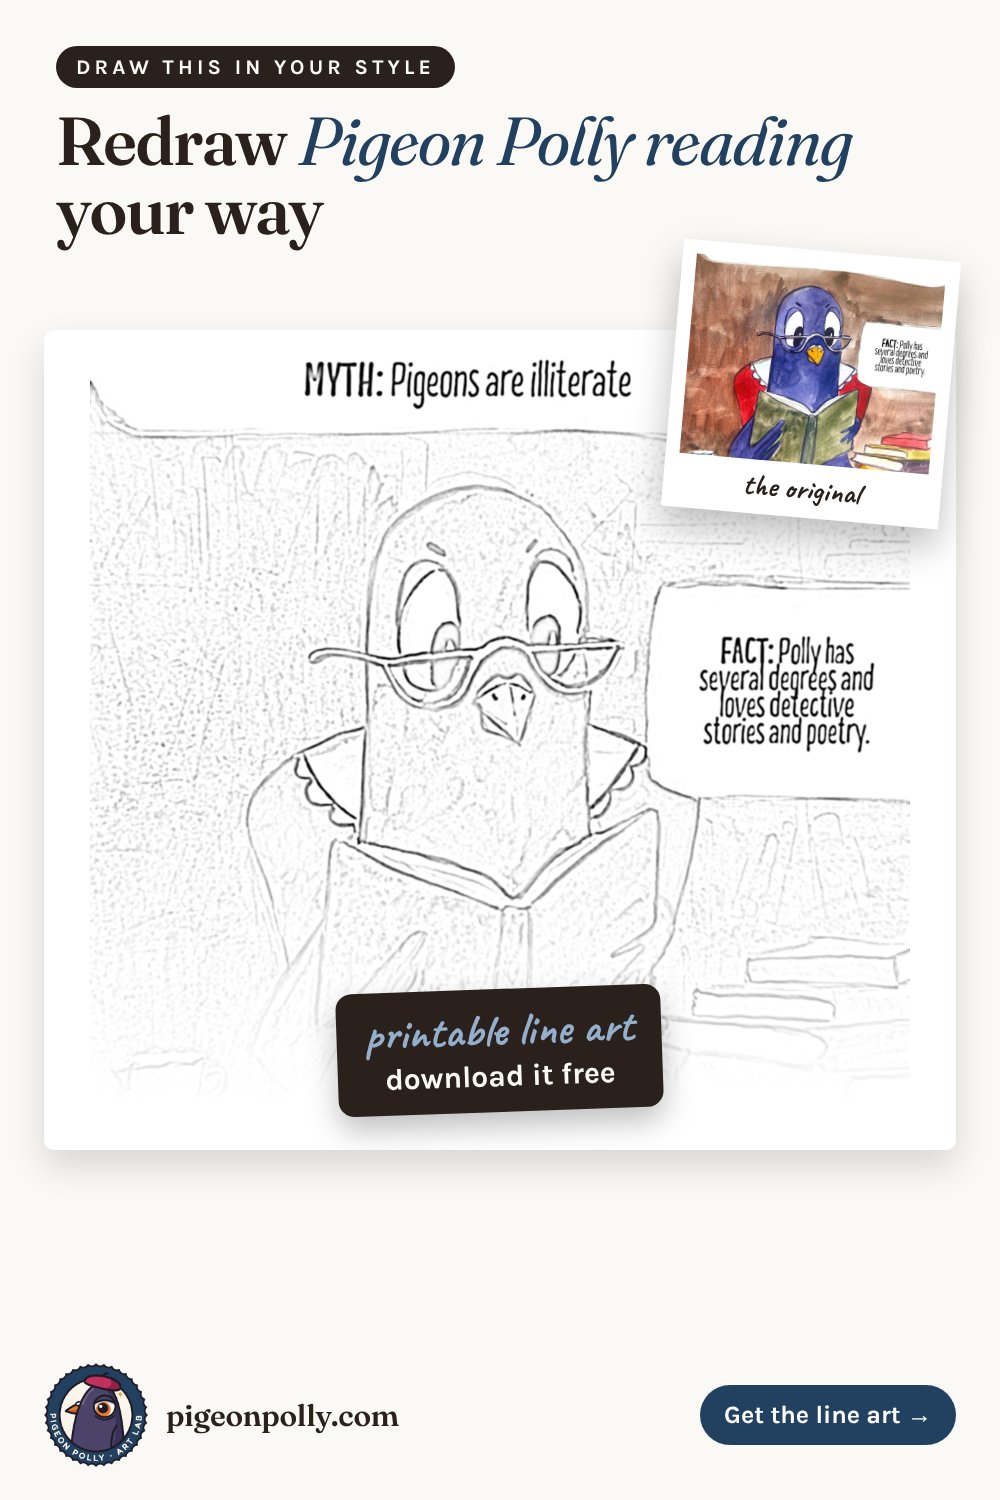 DRAW THIS IN YOUR STYLE
Redraw Pigeon Polly reading
your way
MYTH: Pigeons are illiterate
FACT: Polly has
several degrees and
loves detective
stories and poetry.
the original
FACT: Polly has
several degrees and
loves detective
stories and poetry.
printable line art
download it free
PIGEON POLLY · ART LAB
pigeonpolly.com
Get the line art →